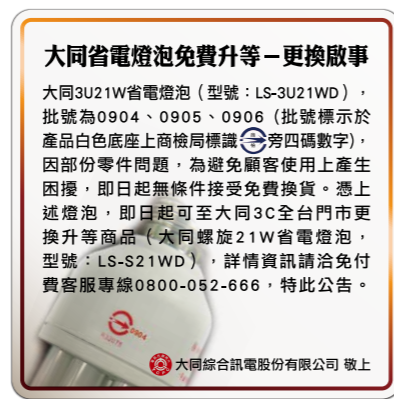 大同省電燈泡免費升等－更換啟事
大同3U21W省電燈泡（型號：LS-3U21WD），
批號為0904、0905、0906（批號標示於
產品白色底座上商檢局標識旁四碼數字），
因部份零件問題，為避免顧客使用上產生
困擾，即日起無條件接受免費換貨。憑上
述燈泡，即日起可至大同3C全台門市更
換升等商品（大同螺旋21W省電燈泡，
型號：LS-S21WD），詳情資訊請洽免付
費客服專線0800-052-666，特此公告。
0904
大同綜合訊電股份有限公司 敬上